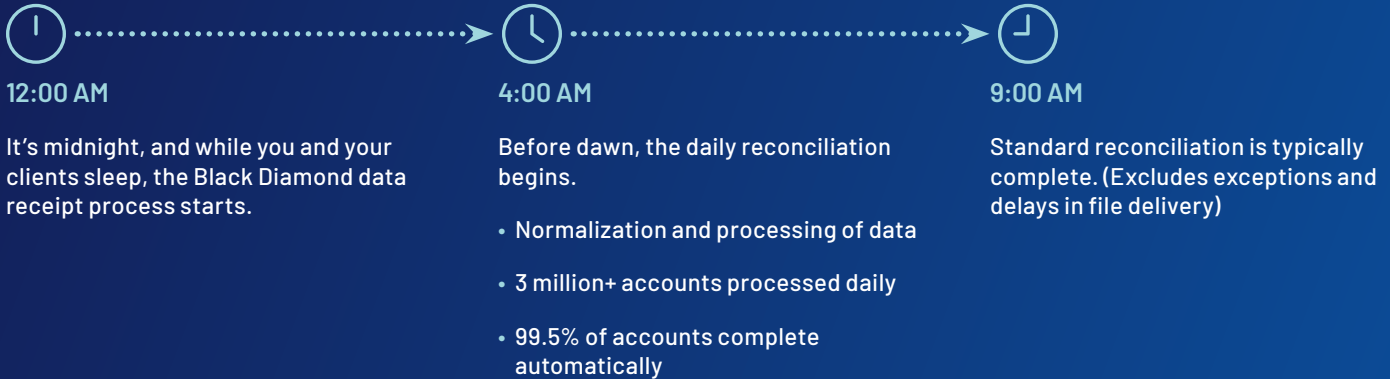 12:00 AM
It’s midnight, and while you and your
clients sleep, the Black Diamond data
receipt process starts.
4:00 AM
Before dawn, the daily reconciliation
begins.
• Normalization and processing of data
• 3 million+ accounts processed daily
• 99.5% of accounts complete
automatically
9:00 AM
Standard reconciliation is typically
complete. (Excludes exceptions and
delays in file delivery)